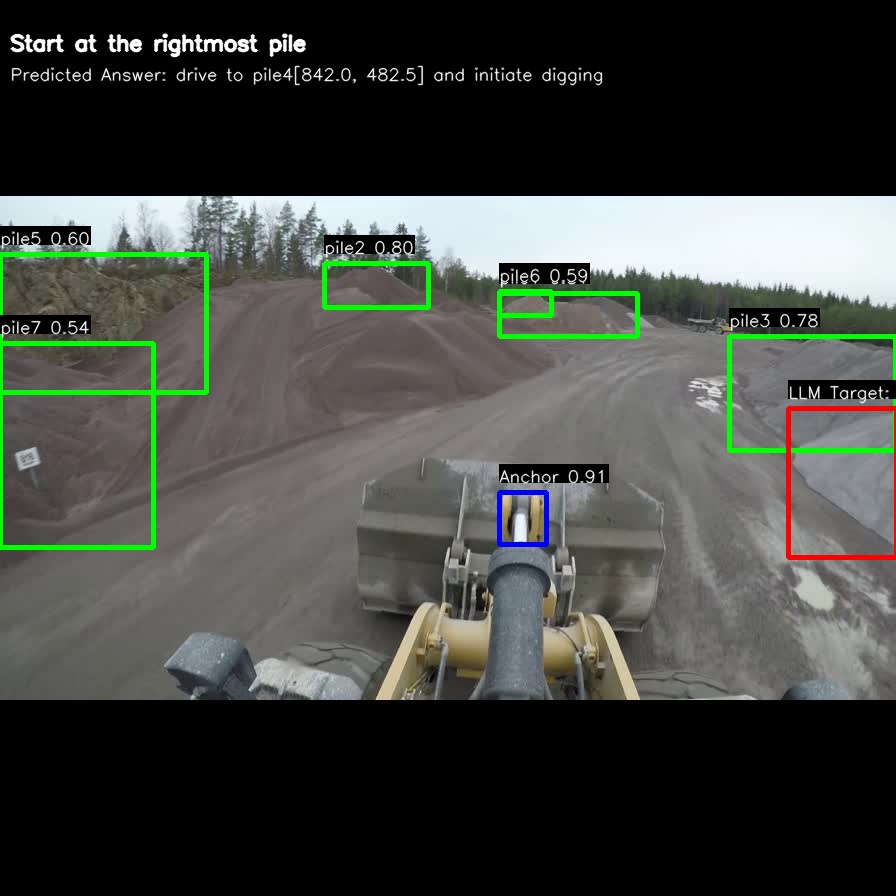 Start at the rightmost pile
Predicted Answer: drive to pile4[842.0, 482.5] and initiate digging
pile5 0.60
pile2 0.80
pile6 0.59
pile7 0.54
pile3 0.78
LLM Target:
Anchor 0.91